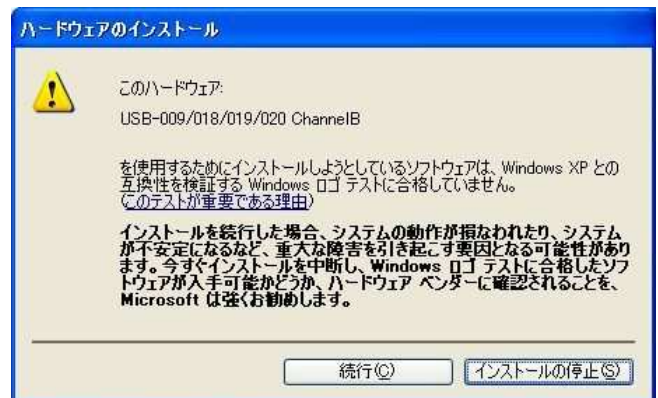 ハードウェアのインストール
このハードウェア:
USB-009/018/019/020 ChannelB
を使用するためにインストールしようとしているソフトウェアは、Windows XP との
互換性を検証する Windows ロゴ テストに合格していません。
(このテストが重要である理由)
インストールを続行した場合、システムの動作が損なわれたり、システム
が不安定になるなど、重大な障害を引き起こす要因となる可能性があり
ます。今すぐインストールを中断し、Windows ロゴ テストに合格したソフ
トウェアが入手可能かどうか、ハードウェア ベンダーに確認されることを、
Microsoft は強くお勧めします。
続行(C) インストールの停止(S)